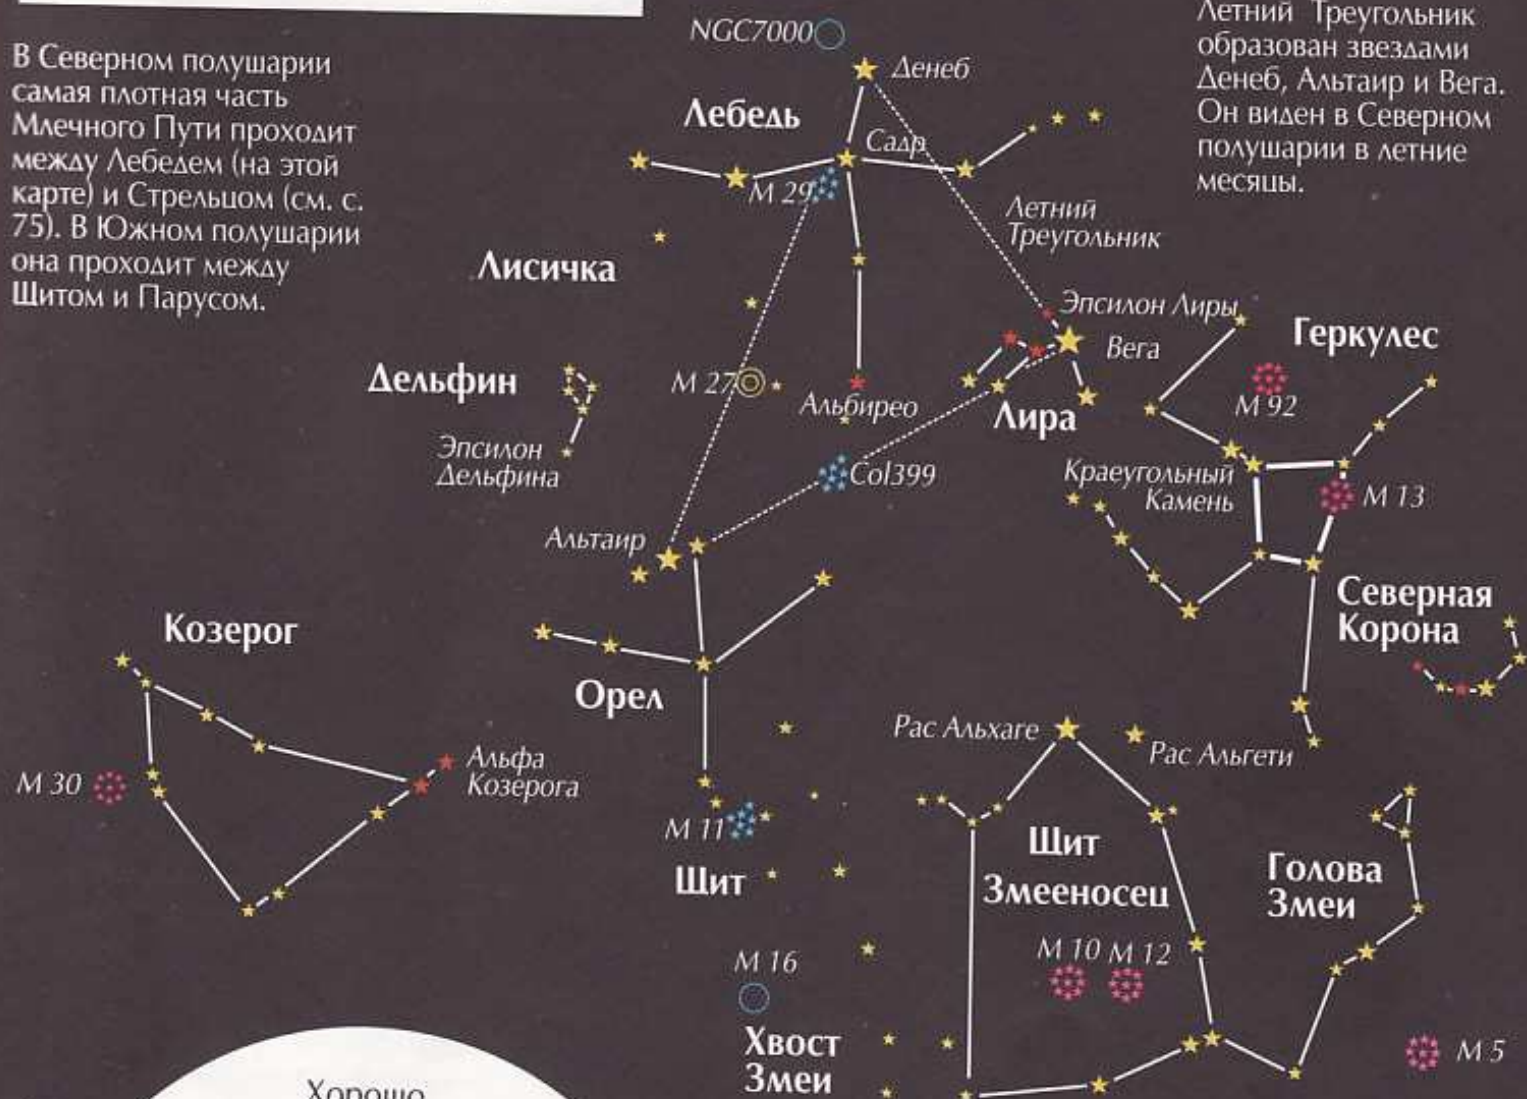 В Северном полушарии
самая плотная часть
Млечного Пути проходит
между Лебедем (на этой
карте) и Стрельцом (см. с.
75). В Южном полушарии
она проходит между
Щитом и Парусом.
Летний Треугольник
образован звездами
Денеб, Альтаир и Вега.
Он виден в Северном
полушарии в летние
месяцы.
NGC7000
Денеб
Лебедь
Садр
M 29
Летний
Треугольник
Лисичка
Эпсилон Лиры
Вега
Геркулес
Дельфин
M 27
Альбирео
Лира
M 92
Эпсилон
Дельфина
Col399
Краеугольный
Камень
M 13
Альтаир
Северная
Корона
Козерог
Орел
Рас Альхаге
Рас Альгети
Альфа
Козерога
M 30
M 11
Щит
Щит
Змееносец
Голова
Змеи
M 10
M 12
M 16
Хвост
Змеи
M 5
Хорошо